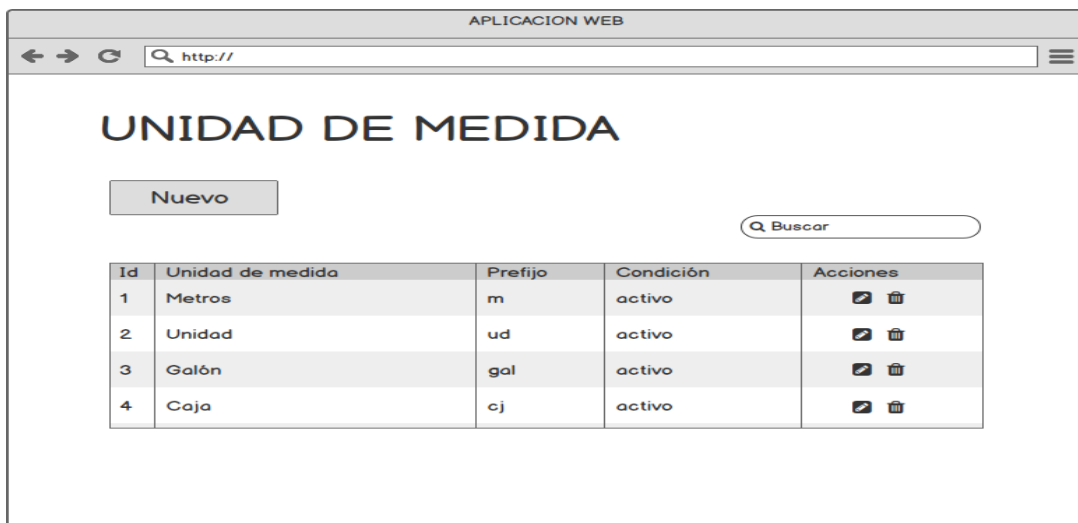 APLICACION WEB
http://
UNIDAD DE MEDIDA
Nuevo
Buscar
Id Unidad de medida Prefijo Condición Acciones
1 Metros m activo
2 Unidad ud activo
3 Galón gal activo
4 Caja cj activo